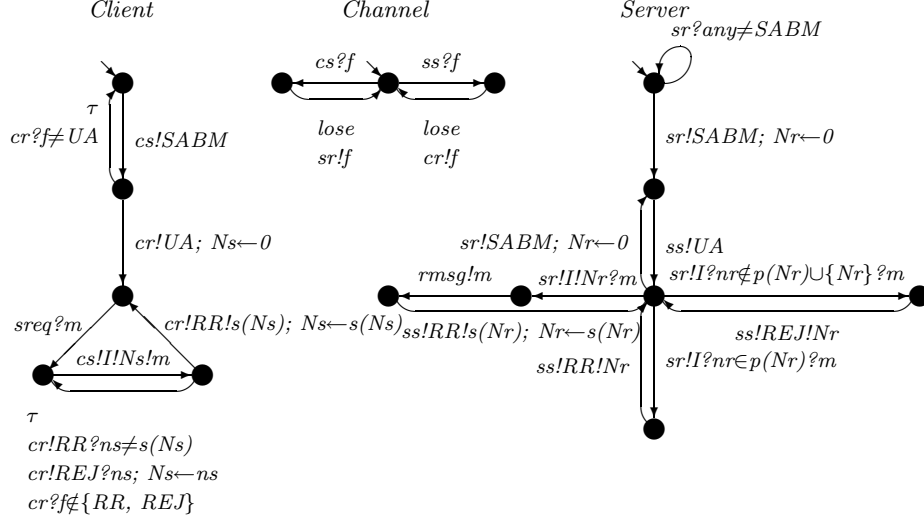 Client
Channel
Server
sr?any≠SABM
cs?f
ss?f
τ
cr?f≠UA
cs!SABM
lose
sr!f
lose
cr!f
sr!SABM; Nr←0
cr!UA; Ns←0
sr!SABM; Nr←0
ss!UA
rmsg!m
sr!I!Nr?m
sr!I?nr∉p(Nr)∪{Nr}?m
sreq?m
cr!RR!s(Ns); Ns←s(Ns)
ss!RR!s(Nr); Nr←s(Nr)
ss!REJ!Nr
cs!I!Ns!m
ss!RR!Nr
sr!I?nr∈p(Nr)?m
τ
cr!RR?ns≠s(Ns)
cr!REJ?ns; Ns←ns
cr?f∉{RR, REJ}